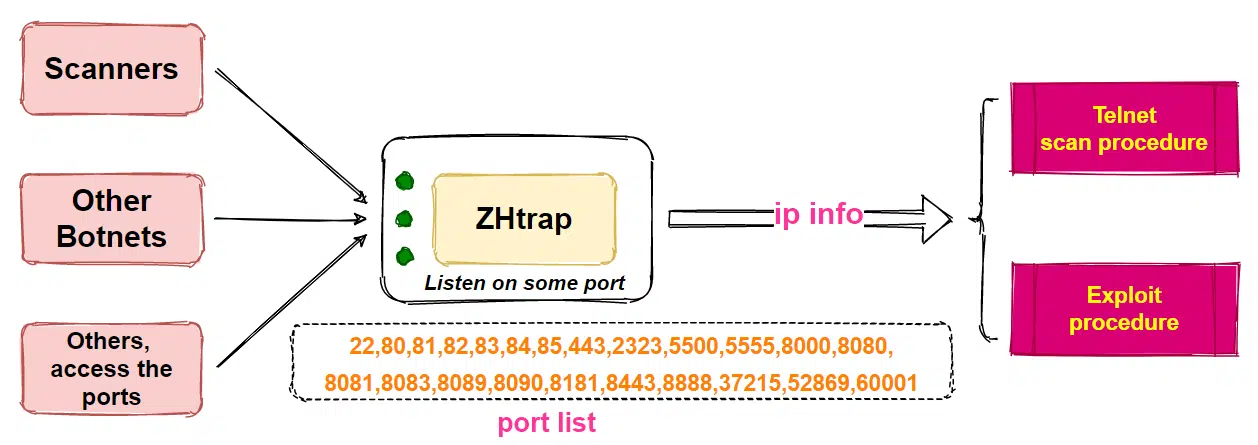 Scanners
Other
Botnets
Others,
access the
ports
ZHtrap
Listen on some port
22,80,81,82,83,84,85,443,2323,5500,5555,8000,8080,
8081,8083,8089,8090,8181,8443,8888,37215,52869,60001
port list
ip info
Telnet
scan procedure
Exploit
procedure